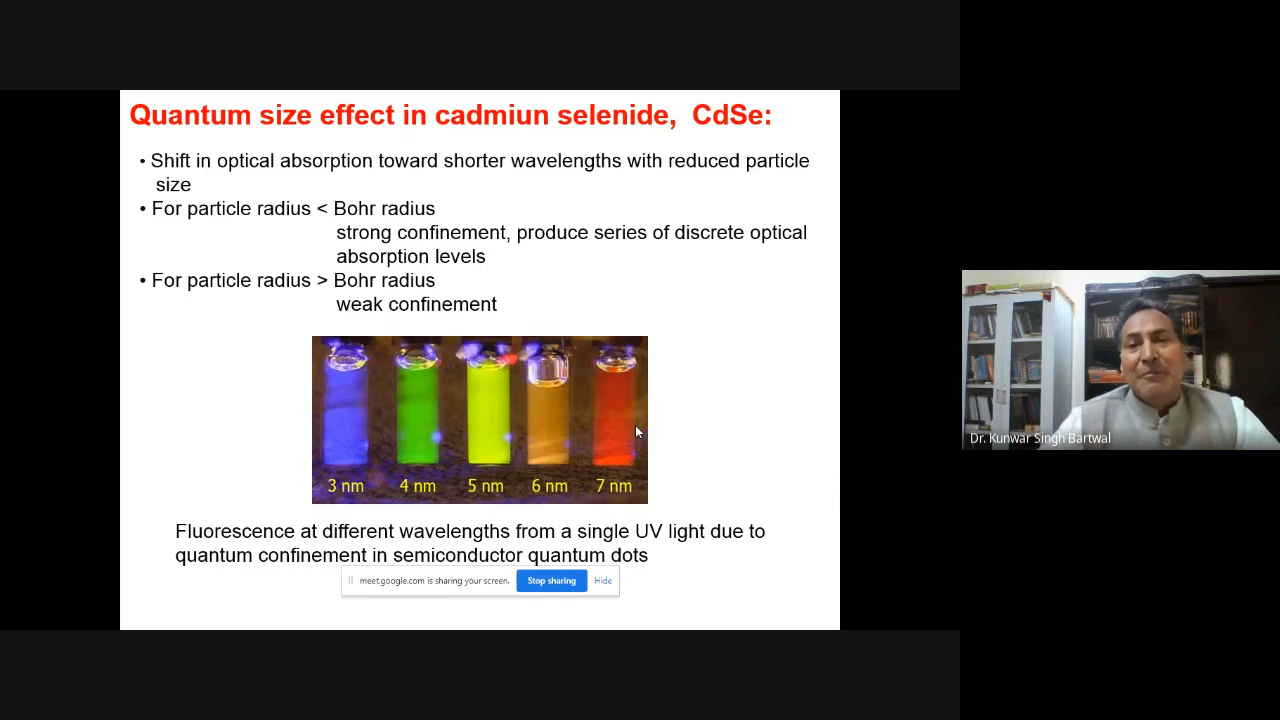 Quantum size effect in cadmiun selenide, CdSe:
• Shift in optical absorption toward shorter wavelengths with reduced particle
size
• For particle radius < Bohr radius
strong confinement, produce series of discrete optical
absorption levels
• For particle radius > Bohr radius
weak confinement
3 nm 4 nm 5 nm 6 nm 7 nm
Fluorescence at different wavelengths from a single UV light due to
quantum confinement in semiconductor quantum dots
meet.google.com is sharing your screen. Stop sharing Hide
Dr. Kunwar Singh Bartwal